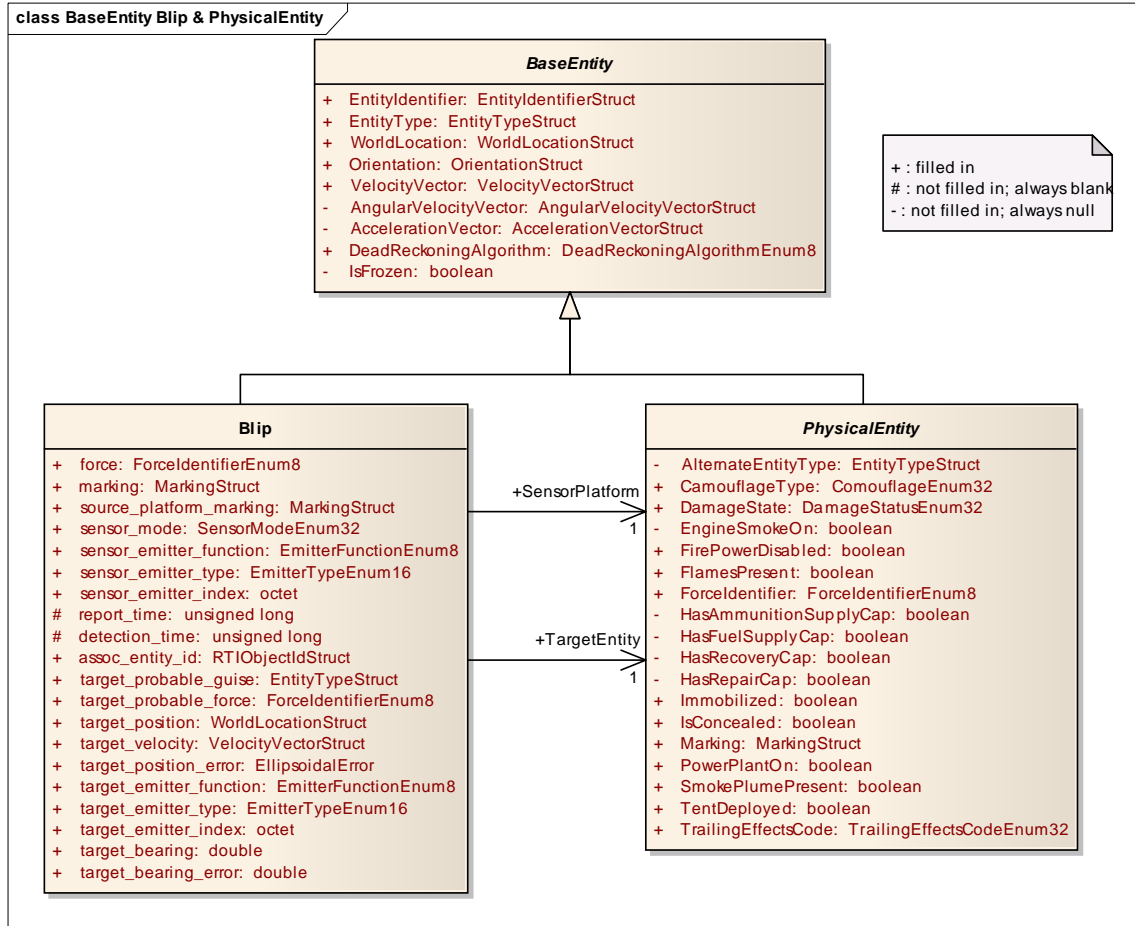 class BaseEntity Blip & PhysicalEntity
BaseEntity
+ EntityIdentifier: EntityIdentifierStruct
+ EntityType: EntityTypeStruct
+ WorldLocation: WorldLocationStruct
+ Orientation: OrientationStruct
+ VelocityVector: VelocityVectorStruct
- AngularVelocityVector: AngularVelocityVectorStruct
- AccelerationVector: AccelerationVectorStruct
+ DeadReckoningAlgorithm: DeadReckoningAlgorithmEnum8
- IsFrozen: boolean
+ : filled in
# : not filled in; always blank
- : not filled in; always null
Blip
+ force: ForceIdentifierEnum8
+ marking: MarkingStruct
+ source_platform_marking: MarkingStruct
+ sensor_mode: SensorModeEnum32
+ sensor_emitter_function: EmitterFunctionEnum8
+ sensor_emitter_type: EmitterTypeEnum16
+ sensor_emitter_index: octet
# report_time: unsigned long
# detection_time: unsigned long
+ assoc_entity_id: RTIObjectIdStruct
+ target_probable_guise: EntityTypeStruct
+ target_probable_force: ForceIdentifierEnum8
+ target_position: WorldLocationStruct
+ target_velocity: VelocityVectorStruct
+ target_position_error: EllipsoidalError
+ target_emitter_function: EmitterFunctionEnum8
+ target_emitter_type: EmitterTypeEnum16
+ target_emitter_index: octet
+ target_bearing: double
+ target_bearing_error: double
+SensorPlatform
1
+TargetEntity
1
PhysicalEntity
- AlternateEntityType: EntityTypeStruct
+ CamouflageType: ComouflageEnum32
+ DamageState: DamageStatusEnum32
- EngineSmokeOn: boolean
+ FirePowerDisabled: boolean
+ FlamesPresent: boolean
+ ForceIdentifier: ForceIdentifierEnum8
- HasAmmunitionSupplyCap: boolean
- HasFuelSupplyCap: boolean
- HasRecoveryCap: boolean
- HasRepairCap: boolean
+ Immobilized: boolean
+ IsConcealed: boolean
+ Marking: MarkingStruct
+ PowerPlantOn: boolean
+ SmokePlumePresent: boolean
+ TentDeployed: boolean
+ TrailingEffectsCode: TrailingEffectsCodeEnum32